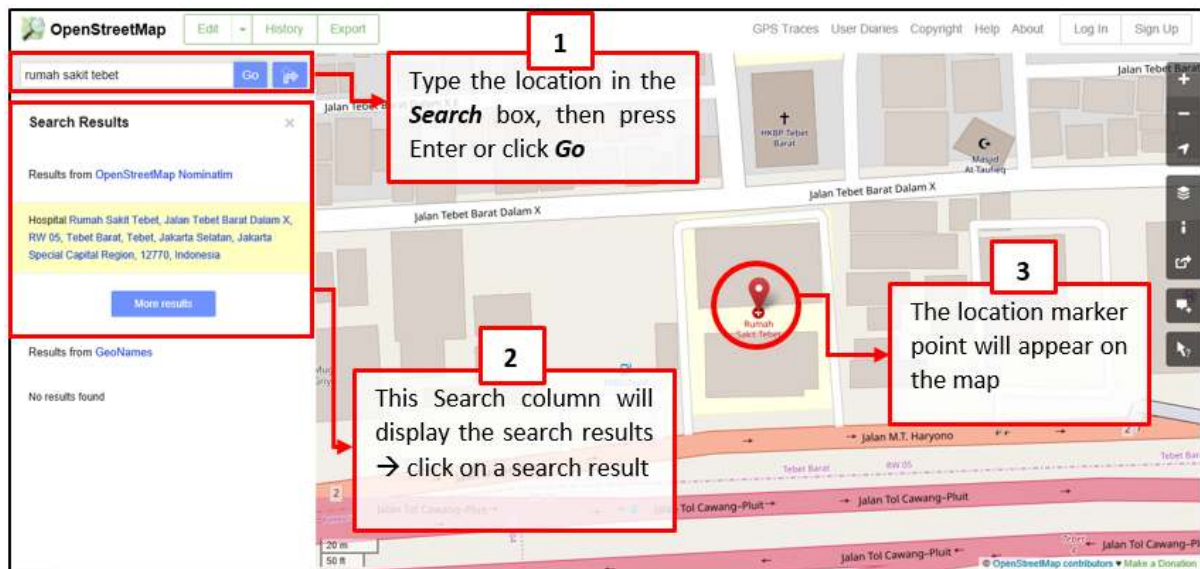 OpenStreetMap
Edit
History
Export
GPS Traces
User Diaries
Copyright
Help
About
Log In
Sign Up
rumah sakit tebet
Go
Search Results
×
Results from OpenStreetMap Nominatim
Hospital Rumah Sakit Tebet, Jalan Tebet Barat Dalam X,
RW 05, Tebet Barat, Tebet, Jakarta Selatan, Jakarta
Special Capital Region, 12770, Indonesia
More results
Results from GeoNames
No results found
1
Type the location in the
Search box, then press
Enter or click Go
2
This Search column will
display the search results
→ click on a search result
3
The location marker
point will appear on
the map
Jalan Tebet Barat Dalam X
HKBP Tebet
Barat
Masjid
At-Taufieq
Jalan Tebet Barat Dalam X
Jalan Tebet Barat Dalam X
Rumah
Sakit Tebet
Jalan M.T. Haryono
Tebet Barat
RW 05
2
Jalan Tol Cawang–Pluit
Jalan Tol Cawang–Pluit
Jalan Tol Cawang–Pluit
Jalan Tol Cawang–Pluit
20 m
50 ft
© OpenStreetMap contributors ♥ Make a Donation